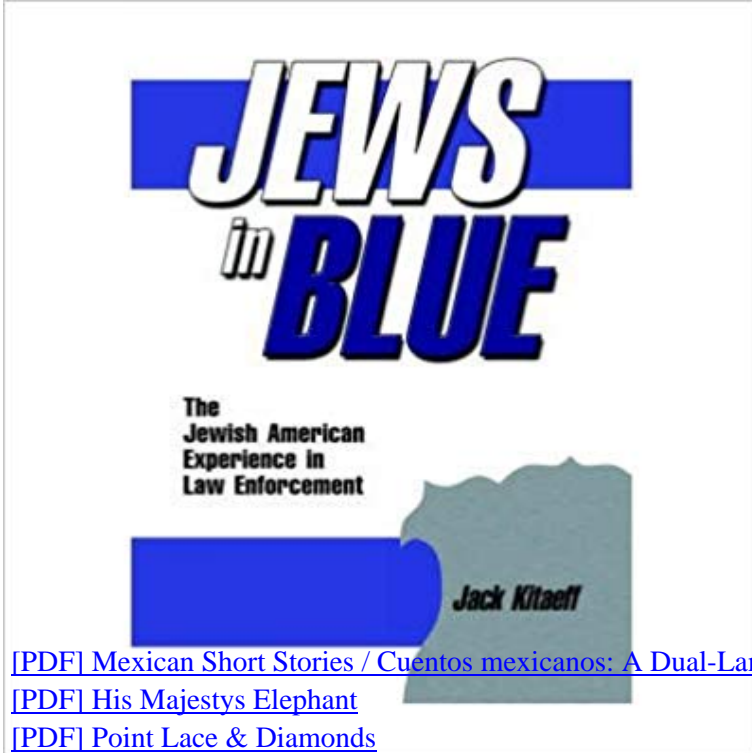 JEWS
in
BLUE
The
Jewish American
Experience in
Law Enforcement
Jack Kitaeff
[PDF] Mexican Short Stories / Cuentos mexicanos: A Dual-Lan
[PDF] His Majestys Elephant
[PDF] Point Lace & Diamonds